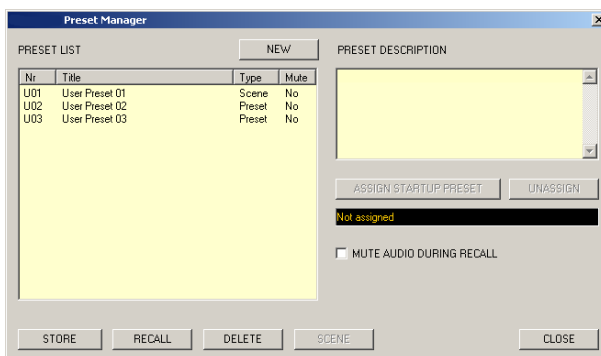 Preset Manager
PRESET LIST
NEW
Nr Title Type Mute
U01 User Preset 01 Scene No
U02 User Preset 02 Preset No
U03 User Preset 03 Preset No
PRESET DESCRIPTION
ASSIGN STARTUP PRESET
UNASSIGN
Not assigned
MUTE AUDIO DURING RECALL
STORE
RECALL
DELETE
SCENE
CLOSE